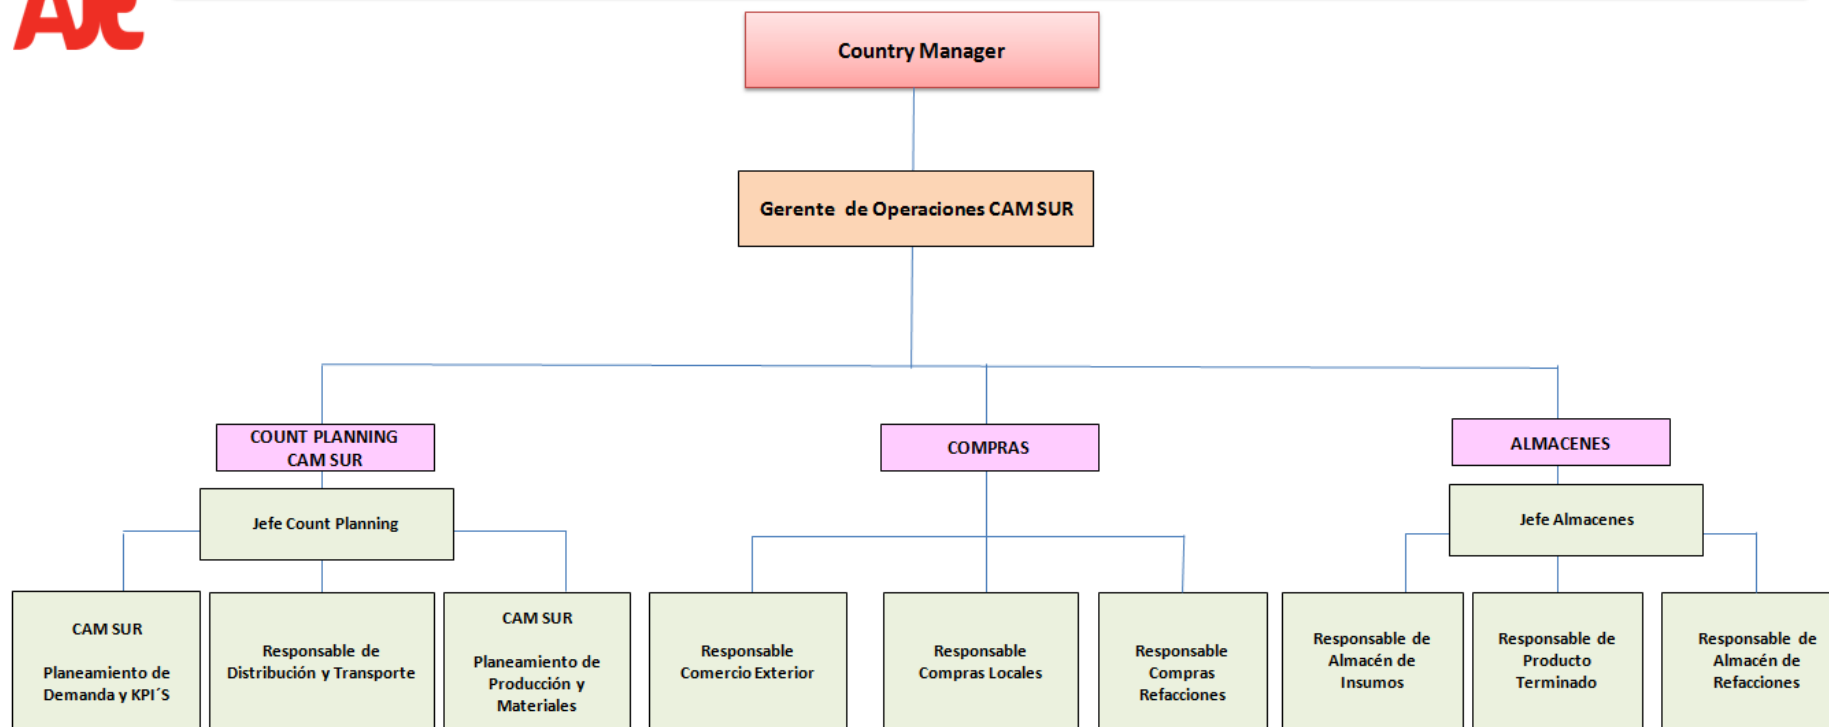 AJE
Country Manager
Gerente de Operaciones CAM SUR
COUNT PLANNING
CAM SUR
COMPRAS
ALMACENES
Jefe Count Planning
Jefe Almacenes
CAM SUR
Planeamiento de
Demanda y KPI´S
Responsable de
Distribución y Transporte
CAM SUR
Planeamiento de
Producción y
Materiales
Responsable
Comercio Exterior
Responsable
Compras Locales
Responsable
Compras
Refacciones
Responsable de
Almacén de
Insumos
Responsable de
Producto
Terminado
Responsable de
Almacén de
Refacciones